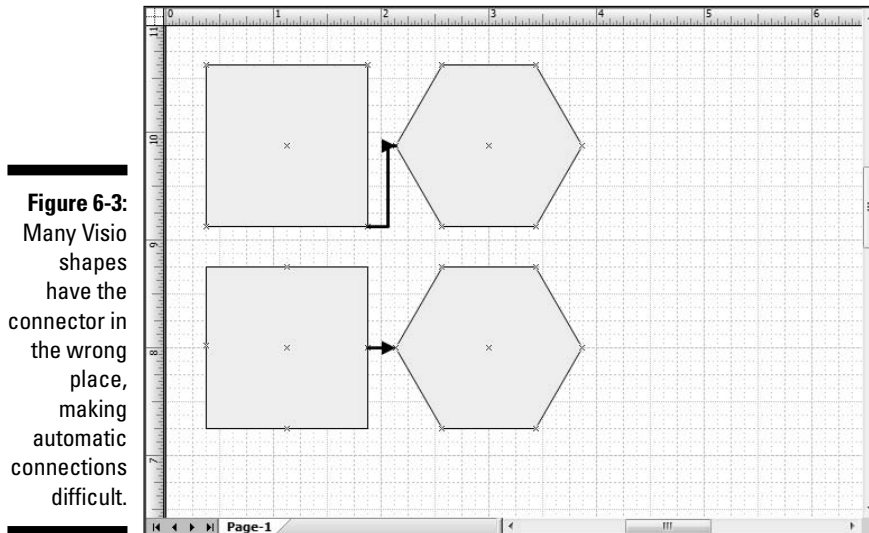 0 1 2 3 4 5 6
11
10
9
8
7
Figure 6-3:
Many Visio
shapes
have the
connector in
the wrong
place,
making
automatic
connections
difficult.
Page-1